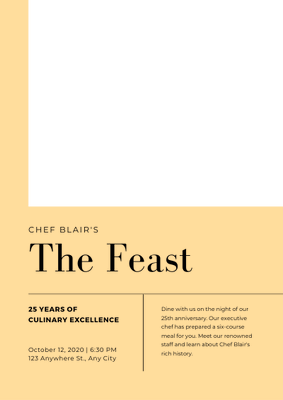 CHEF BLAIR'S
The Feast
25 YEARS OF
CULINARY EXCELLENCE
October 12, 2020 | 6:30 PM
123 Anywhere St., Any City
Dine with us on the night of our
25th anniversary. Our executive
chef has prepared a six-course
meal for you. Meet our renowned
staff and learn about Chef Blair's
rich history.